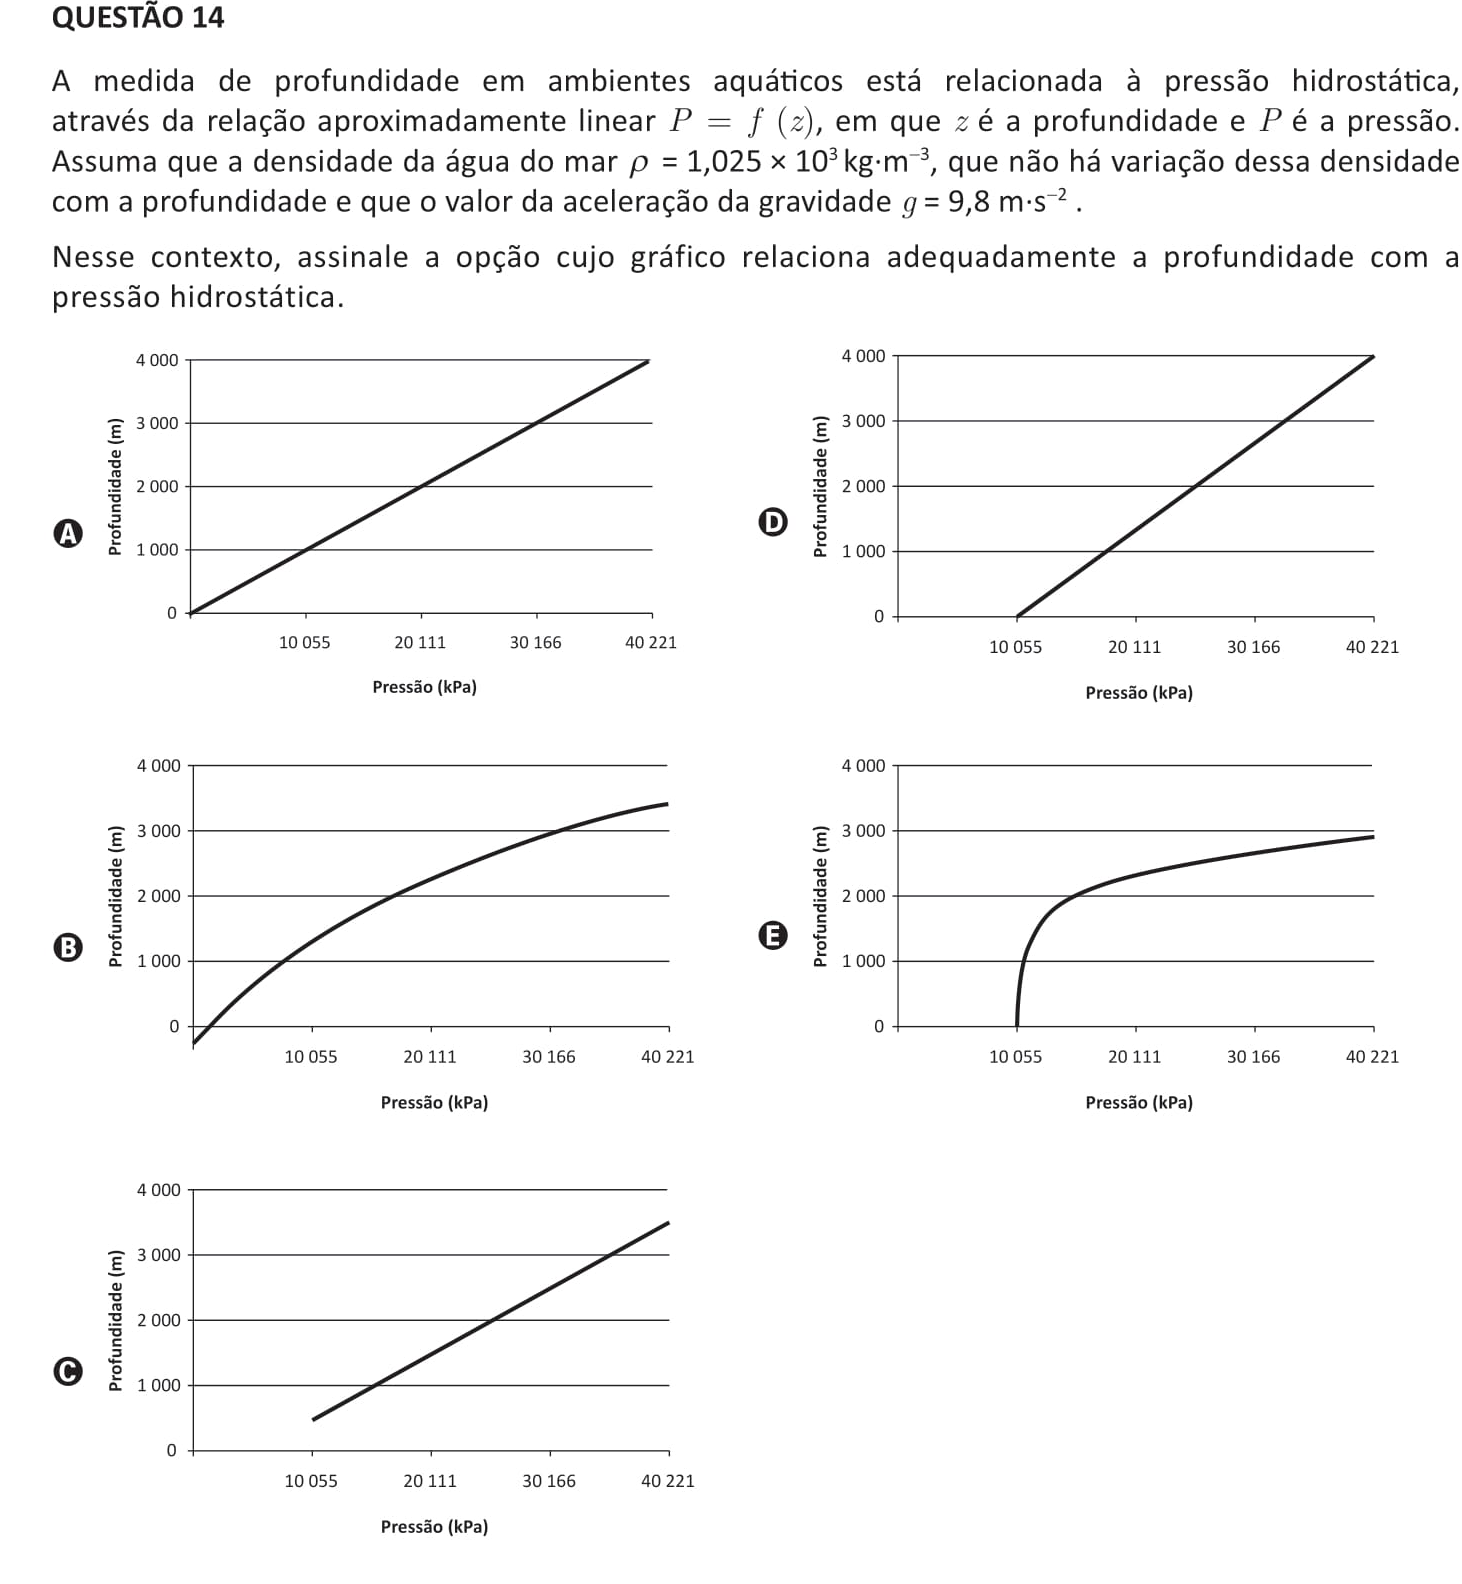 QUESTÃO 14
A medida de profundidade em ambientes aquáticos está relacionada à pressão hidrostática,
através da relação aproximadamente linear P = f (z), em que z é a profundidade e P é a pressão.
Assuma que a densidade da água do mar ρ = 1,025 × 10³ kg·m⁻³, que não há variação dessa densidade
com a profundidade e que o valor da aceleração da gravidade g = 9,8 m·s⁻² .
Nesse contexto, assinale a opção cujo gráfico relaciona adequadamente a profundidade com a
pressão hidrostática.
A
Profundidade (m)
4 000
3 000
2 000
1 000
0
10 055 20 111 30 166 40 221
Pressão (kPa)
D
Profundidade (m)
4 000
3 000
2 000
1 000
0
10 055 20 111 30 166 40 221
Pressão (kPa)
B
Profundidade (m)
4 000
3 000
2 000
1 000
0
10 055 20 111 30 166 40 221
Pressão (kPa)
E
Profundidade (m)
4 000
3 000
2 000
1 000
0
10 055 20 111 30 166 40 221
Pressão (kPa)
C
Profundidade (m)
4 000
3 000
2 000
1 000
0
10 055 20 111 30 166 40 221
Pressão (kPa)